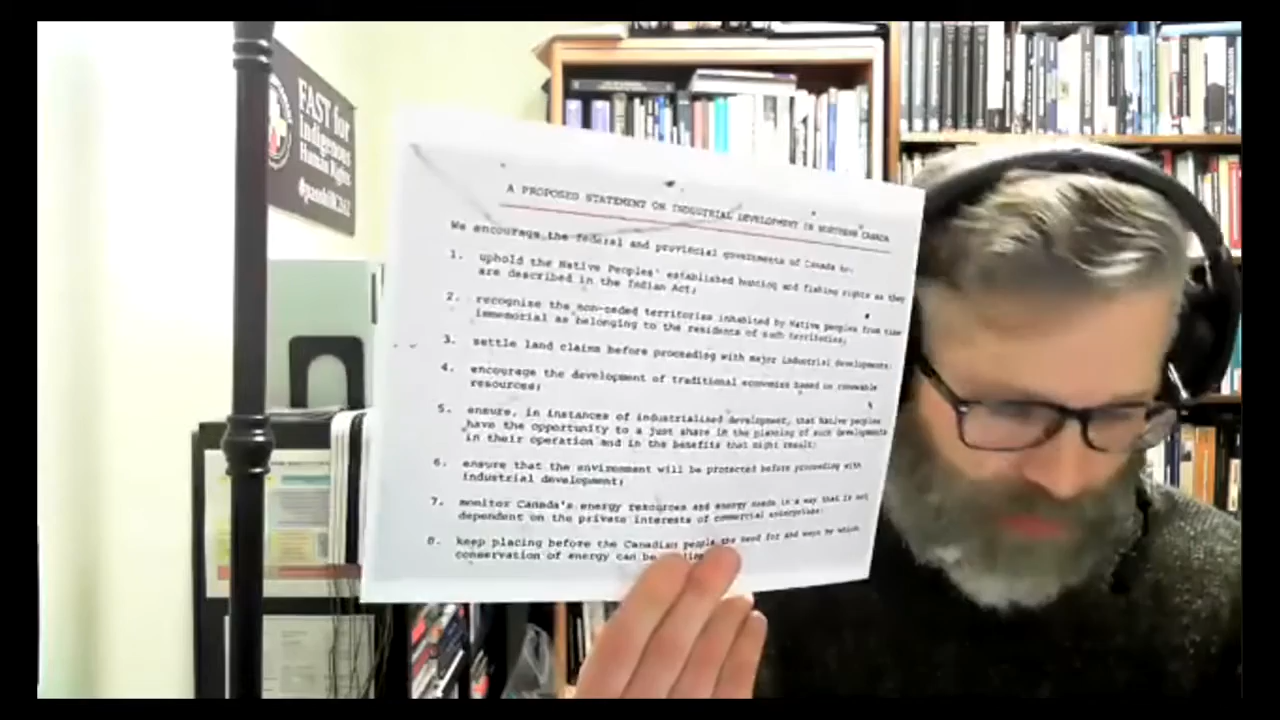 FAST for
Indigenous
Human Rights
A PROPOSED STATEMENT ON INDUSTRIAL DEVELOPMENT IN NORTHERN CANADA
We encourage the federal and provincial governments of Canada to:
1. uphold the Native Peoples' established hunting and fishing rights as they
are described in the Indian Act;
2. recognize the non-ceded territories inhabited by Native peoples from time
immemorial as belonging to the residents of such territories;
3. settle land claims before proceeding with major industrial developments;
4. encourage the development of traditional economies based on renewable
resources;
5. ensure, in instances of industrialized development, that Native peoples
have the opportunity to a just share in the planning of such developments
in their operation and in the benefits that might result;
6. ensure that the environment will be protected before proceeding with
industrial development;
7. monitor Canada's energy resources and energy needs in a way that is not
dependent on the private interests of commercial enterprises;
8. keep placing before the Canadian people the need for and ways by which
conservation of energy can be